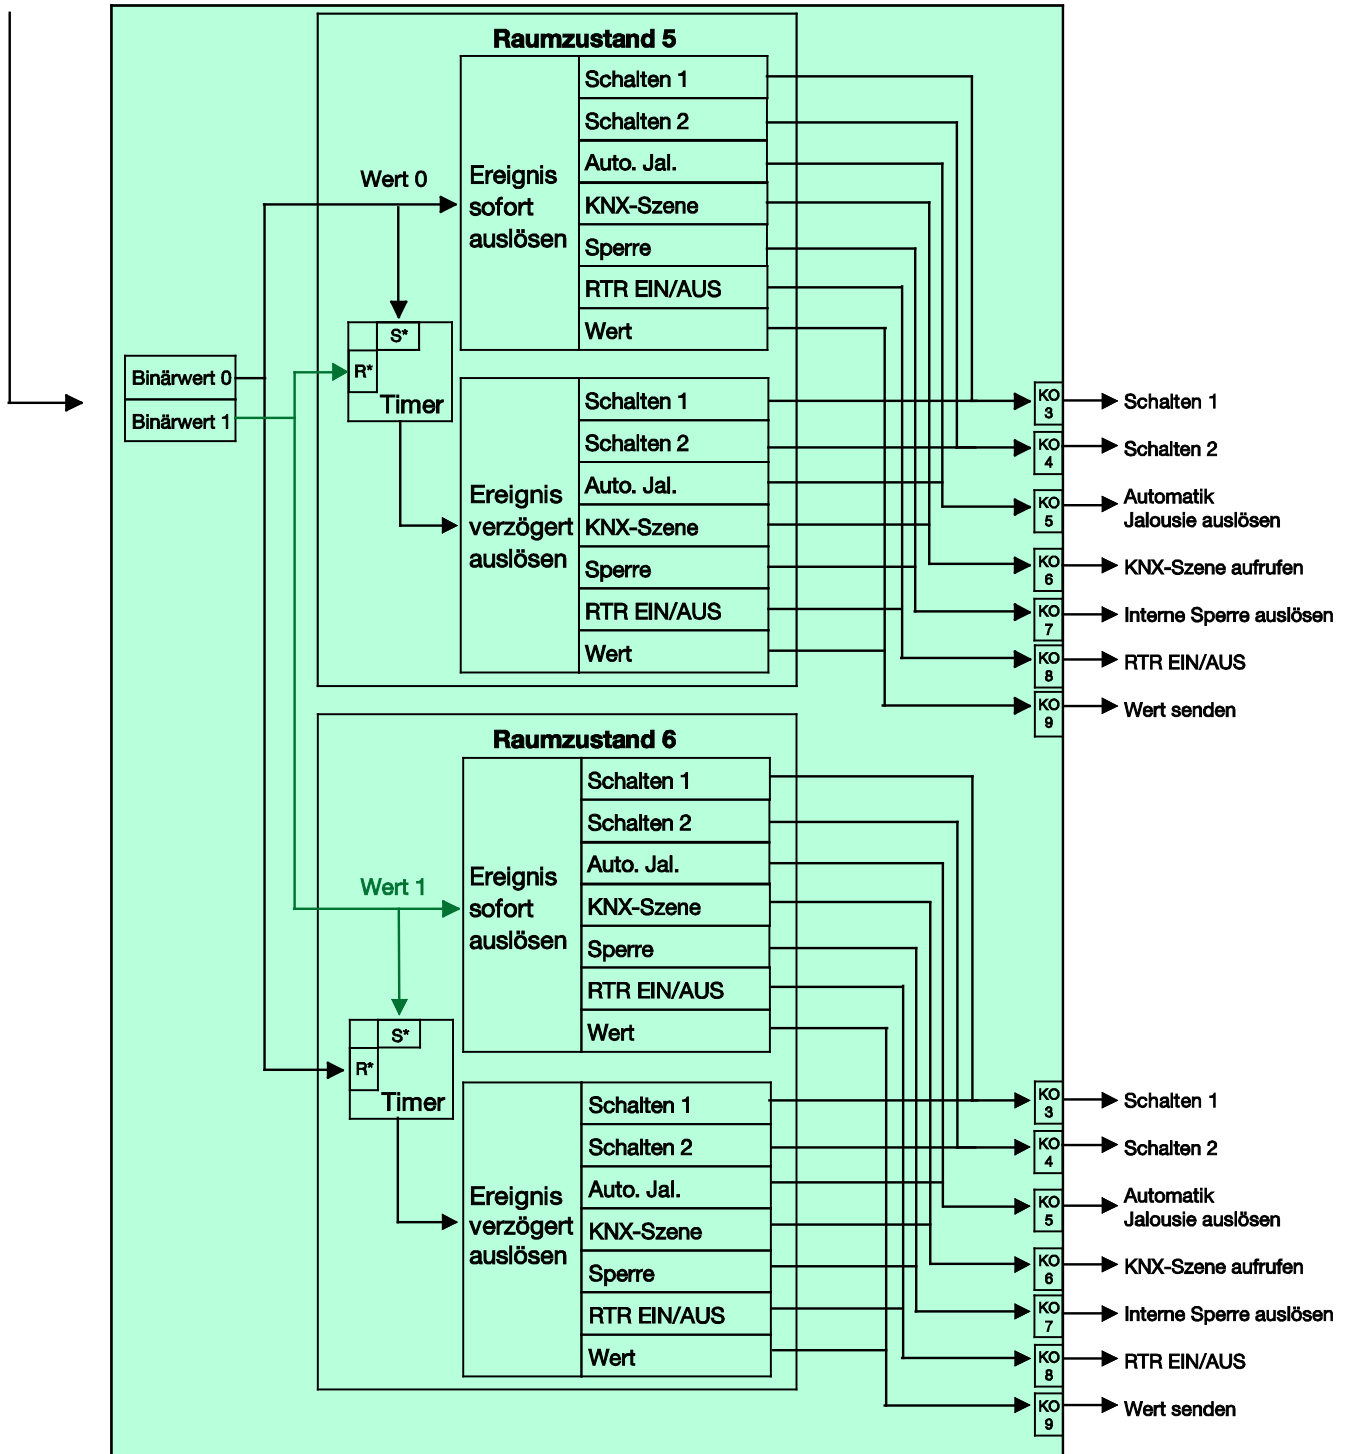 Raumzustand 5
Wert 0
Ereignis
sofort
auslösen
Schalten 1
Schalten 2
Auto. Jal.
KNX-Szene
Sperre
RTR EIN/AUS
Wert
Binärwert 0
Binärwert 1
S*
R*
Timer
Ereignis
verzögert
auslösen
Schalten 1
Schalten 2
Auto. Jal.
KNX-Szene
Sperre
RTR EIN/AUS
Wert
KO
3
Schalten 1
KO
4
Schalten 2
KO
5
Automatik
Jalousie auslösen
KO
6
KNX-Szene aufrufen
KO
7
Interne Sperre auslösen
KO
8
RTR EIN/AUS
KO
9
Wert senden
Raumzustand 6
Wert 1
Ereignis
sofort
auslösen
Schalten 1
Schalten 2
Auto. Jal.
KNX-Szene
Sperre
RTR EIN/AUS
Wert
S*
R*
Timer
Ereignis
verzögert
auslösen
Schalten 1
Schalten 2
Auto. Jal.
KNX-Szene
Sperre
RTR EIN/AUS
Wert
KO
3
Schalten 1
KO
4
Schalten 2
KO
5
Automatik
Jalousie auslösen
KO
6
KNX-Szene aufrufen
KO
7
Interne Sperre auslösen
KO
8
RTR EIN/AUS
KO
9
Wert senden